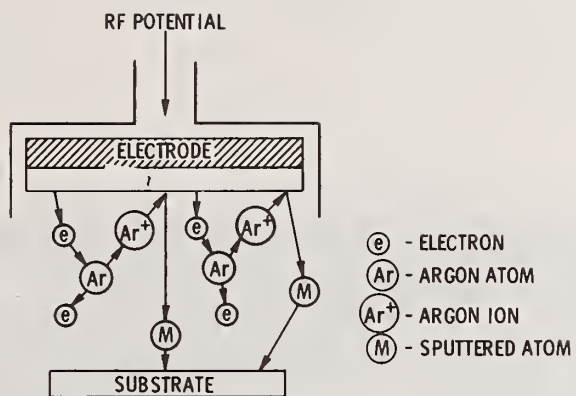 RF POTENTIAL
ELECTRODE
e Ar+ e Ar+
Ar Ar
e e
M M
SUBSTRATE
e - ELECTRON
Ar - ARGON ATOM
Ar+ - ARGON ION
M - SPUTTERED ATOM